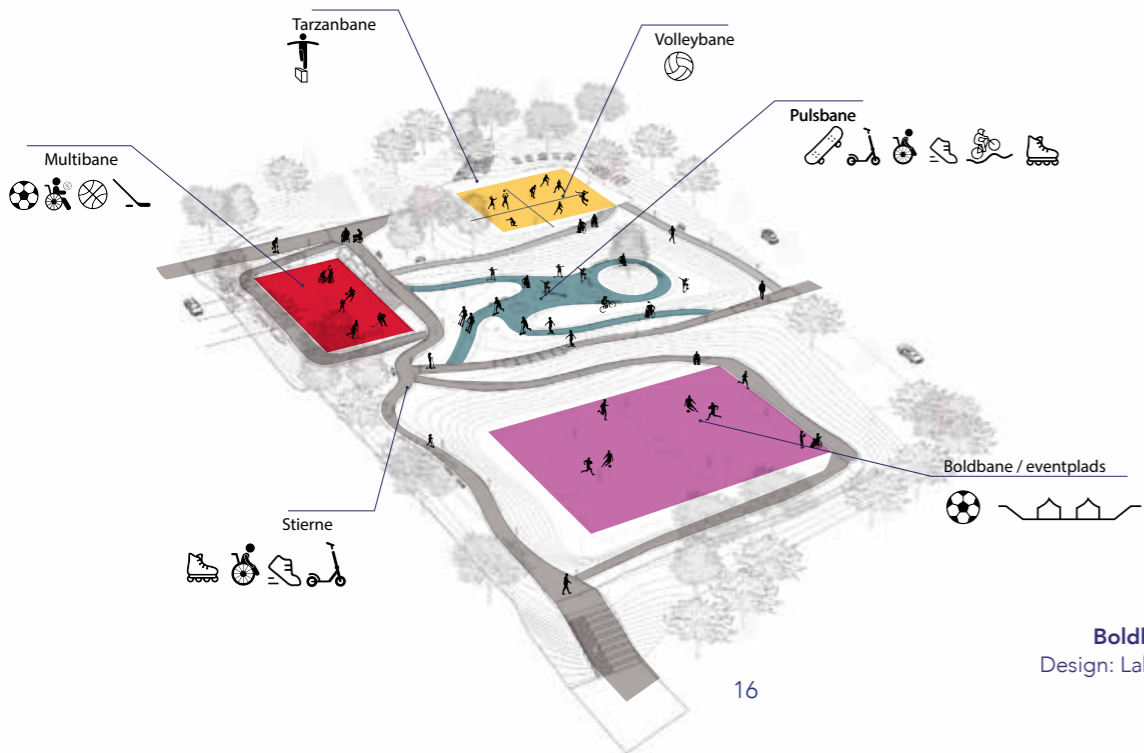 Tarzanbane
Volleybane
Pulsbane
Multibane
Boldbane / eventplads
Stierne
Design:
16